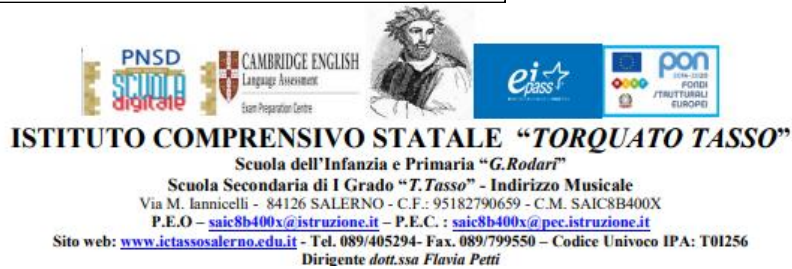 PNSD
SCUOLA
digitale
CAMBRIDGE ENGLISH
Language Assessment
Exam Preparation Centre
eipass
pon
2014-2020
FONDI
STRUTTURALI
EUROPEI
ISTITUTO COMPRENSIVO STATALE “TORQUATO TASSO”
Scuola dell’Infanzia e Primaria “G.Rodari”
Scuola Secondaria di I Grado “T.Tasso” - Indirizzo Musicale
Via M. Iannicelli - 84126 SALERNO - C.F.: 95182790659 - C.M. SAIC8B400X
P.E.O – saic8b400x@istruzione.it – P.E.C. : saic8b400x@pec.istruzione.it
Sito web: www.ictassosalerno.edu.it - Tel. 089/405294- Fax. 089/799550 – Codice Univoco IPA: T0I256
Dirigente dott.ssa Flavia Petti